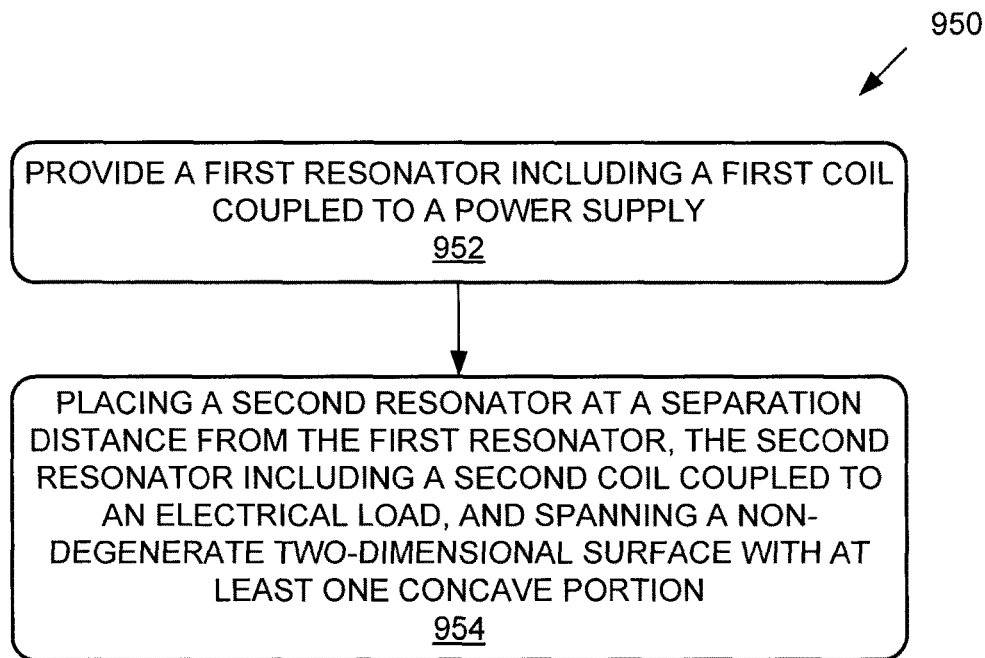 950
PROVIDE A FIRST RESONATOR INCLUDING A FIRST COIL
COUPLED TO A POWER SUPPLY
952
PLACING A SECOND RESONATOR AT A SEPARATION
DISTANCE FROM THE FIRST RESONATOR, THE SECOND
RESONATOR INCLUDING A SECOND COIL COUPLED TO
AN ELECTRICAL LOAD, AND SPANNING A NON-
DEGENERATE TWO-DIMENSIONAL SURFACE WITH AT
LEAST ONE CONCAVE PORTION
954